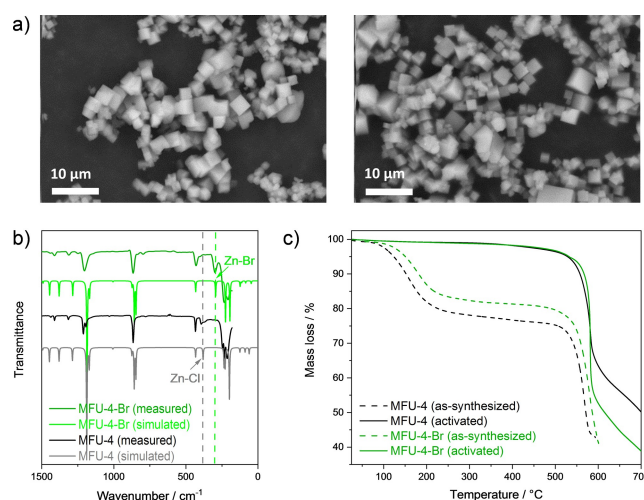 a)
10 μm
10 μm
b)
Zn-Br
Zn-Cl
Transmittance
MFU-4-Br (measured)
MFU-4-Br (simulated)
MFU-4 (measured)
MFU-4 (simulated)
1500 1000 500 0
Wavenumber / cm⁻¹
c)
100
90
80
70
60
50
40
Mass loss / %
MFU-4 (as-synthesized)
MFU-4 (activated)
MFU-4-Br (as-synthesized)
MFU-4-Br (activated)
100 200 300 400 500 600 700
Temperature / °C